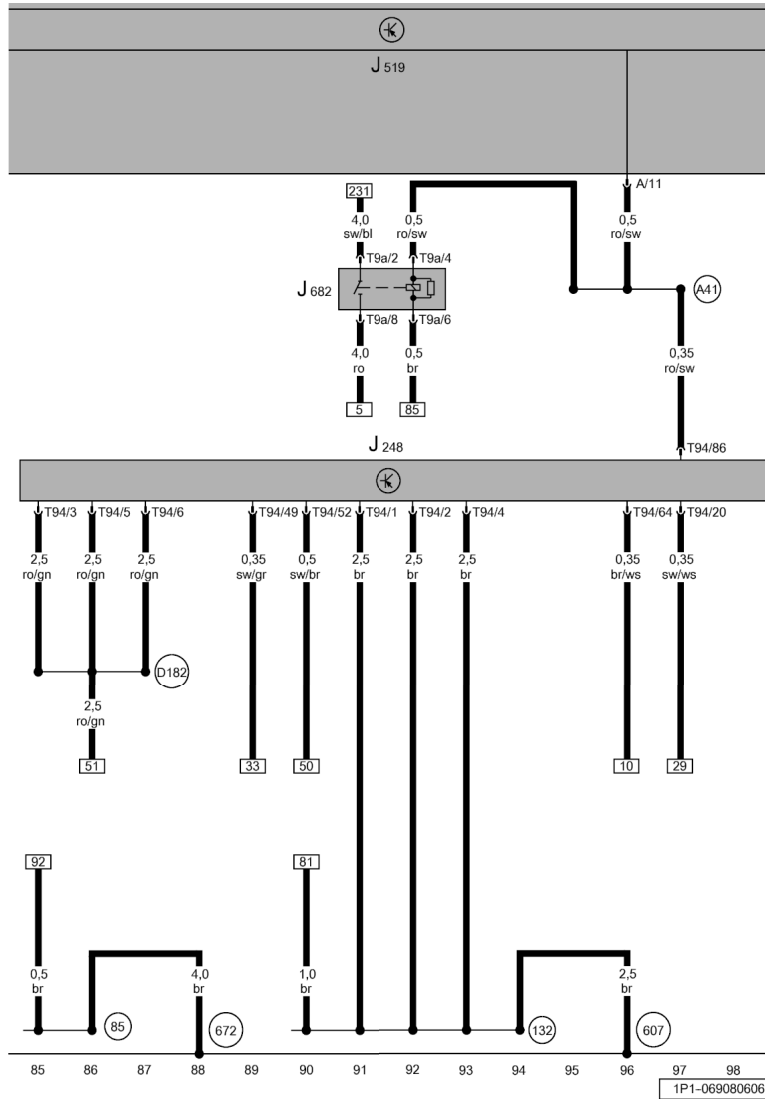 J 519
A/11
231
4,0 0,5 0,5
sw/bl ro/sw ro/sw
T9a/2 T9a/4
J 682
A41
T9a/8 T9a/6
4,0 0,5 0,35
ro br ro/sw
5 85
J 248
T94/86
T94/3 T94/5 T94/6 T94/49 T94/52 T94/1 T94/2 T94/4 T94/64 T94/20
2,5 2,5 2,5 0,35 0,5 2,5 2,5 2,5 0,35 0,35
ro/gn ro/gn ro/gn sw/gr sw/br br br br br/ws sw/ws
D182
2,5
ro/gn
51 33 50 10 29
92 81
0,5 4,0 1,0 2,5
br br br br
85 672 132 607
85 86 87 88 89 90 91 92 93 94 95 96 97 98
1P1-069080606